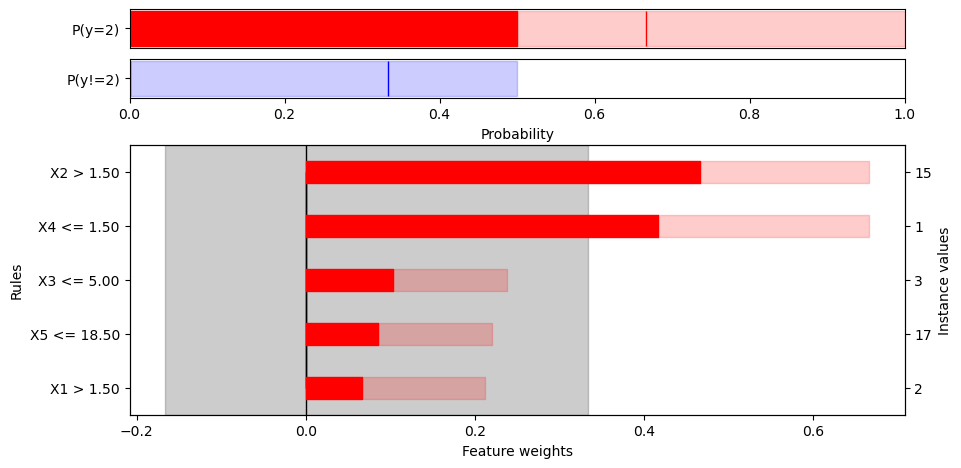 P(y=2)
P(y!=2)
0.0 0.2 0.4 0.6 0.8 1.0
Probability
X2 > 1.50 15
X4 <= 1.50 1
X3 <= 5.00 3
X5 <= 18.50 17
X1 > 1.50 2
Rules
Instance values
−0.2 0.0 0.2 0.4 0.6
Feature weights